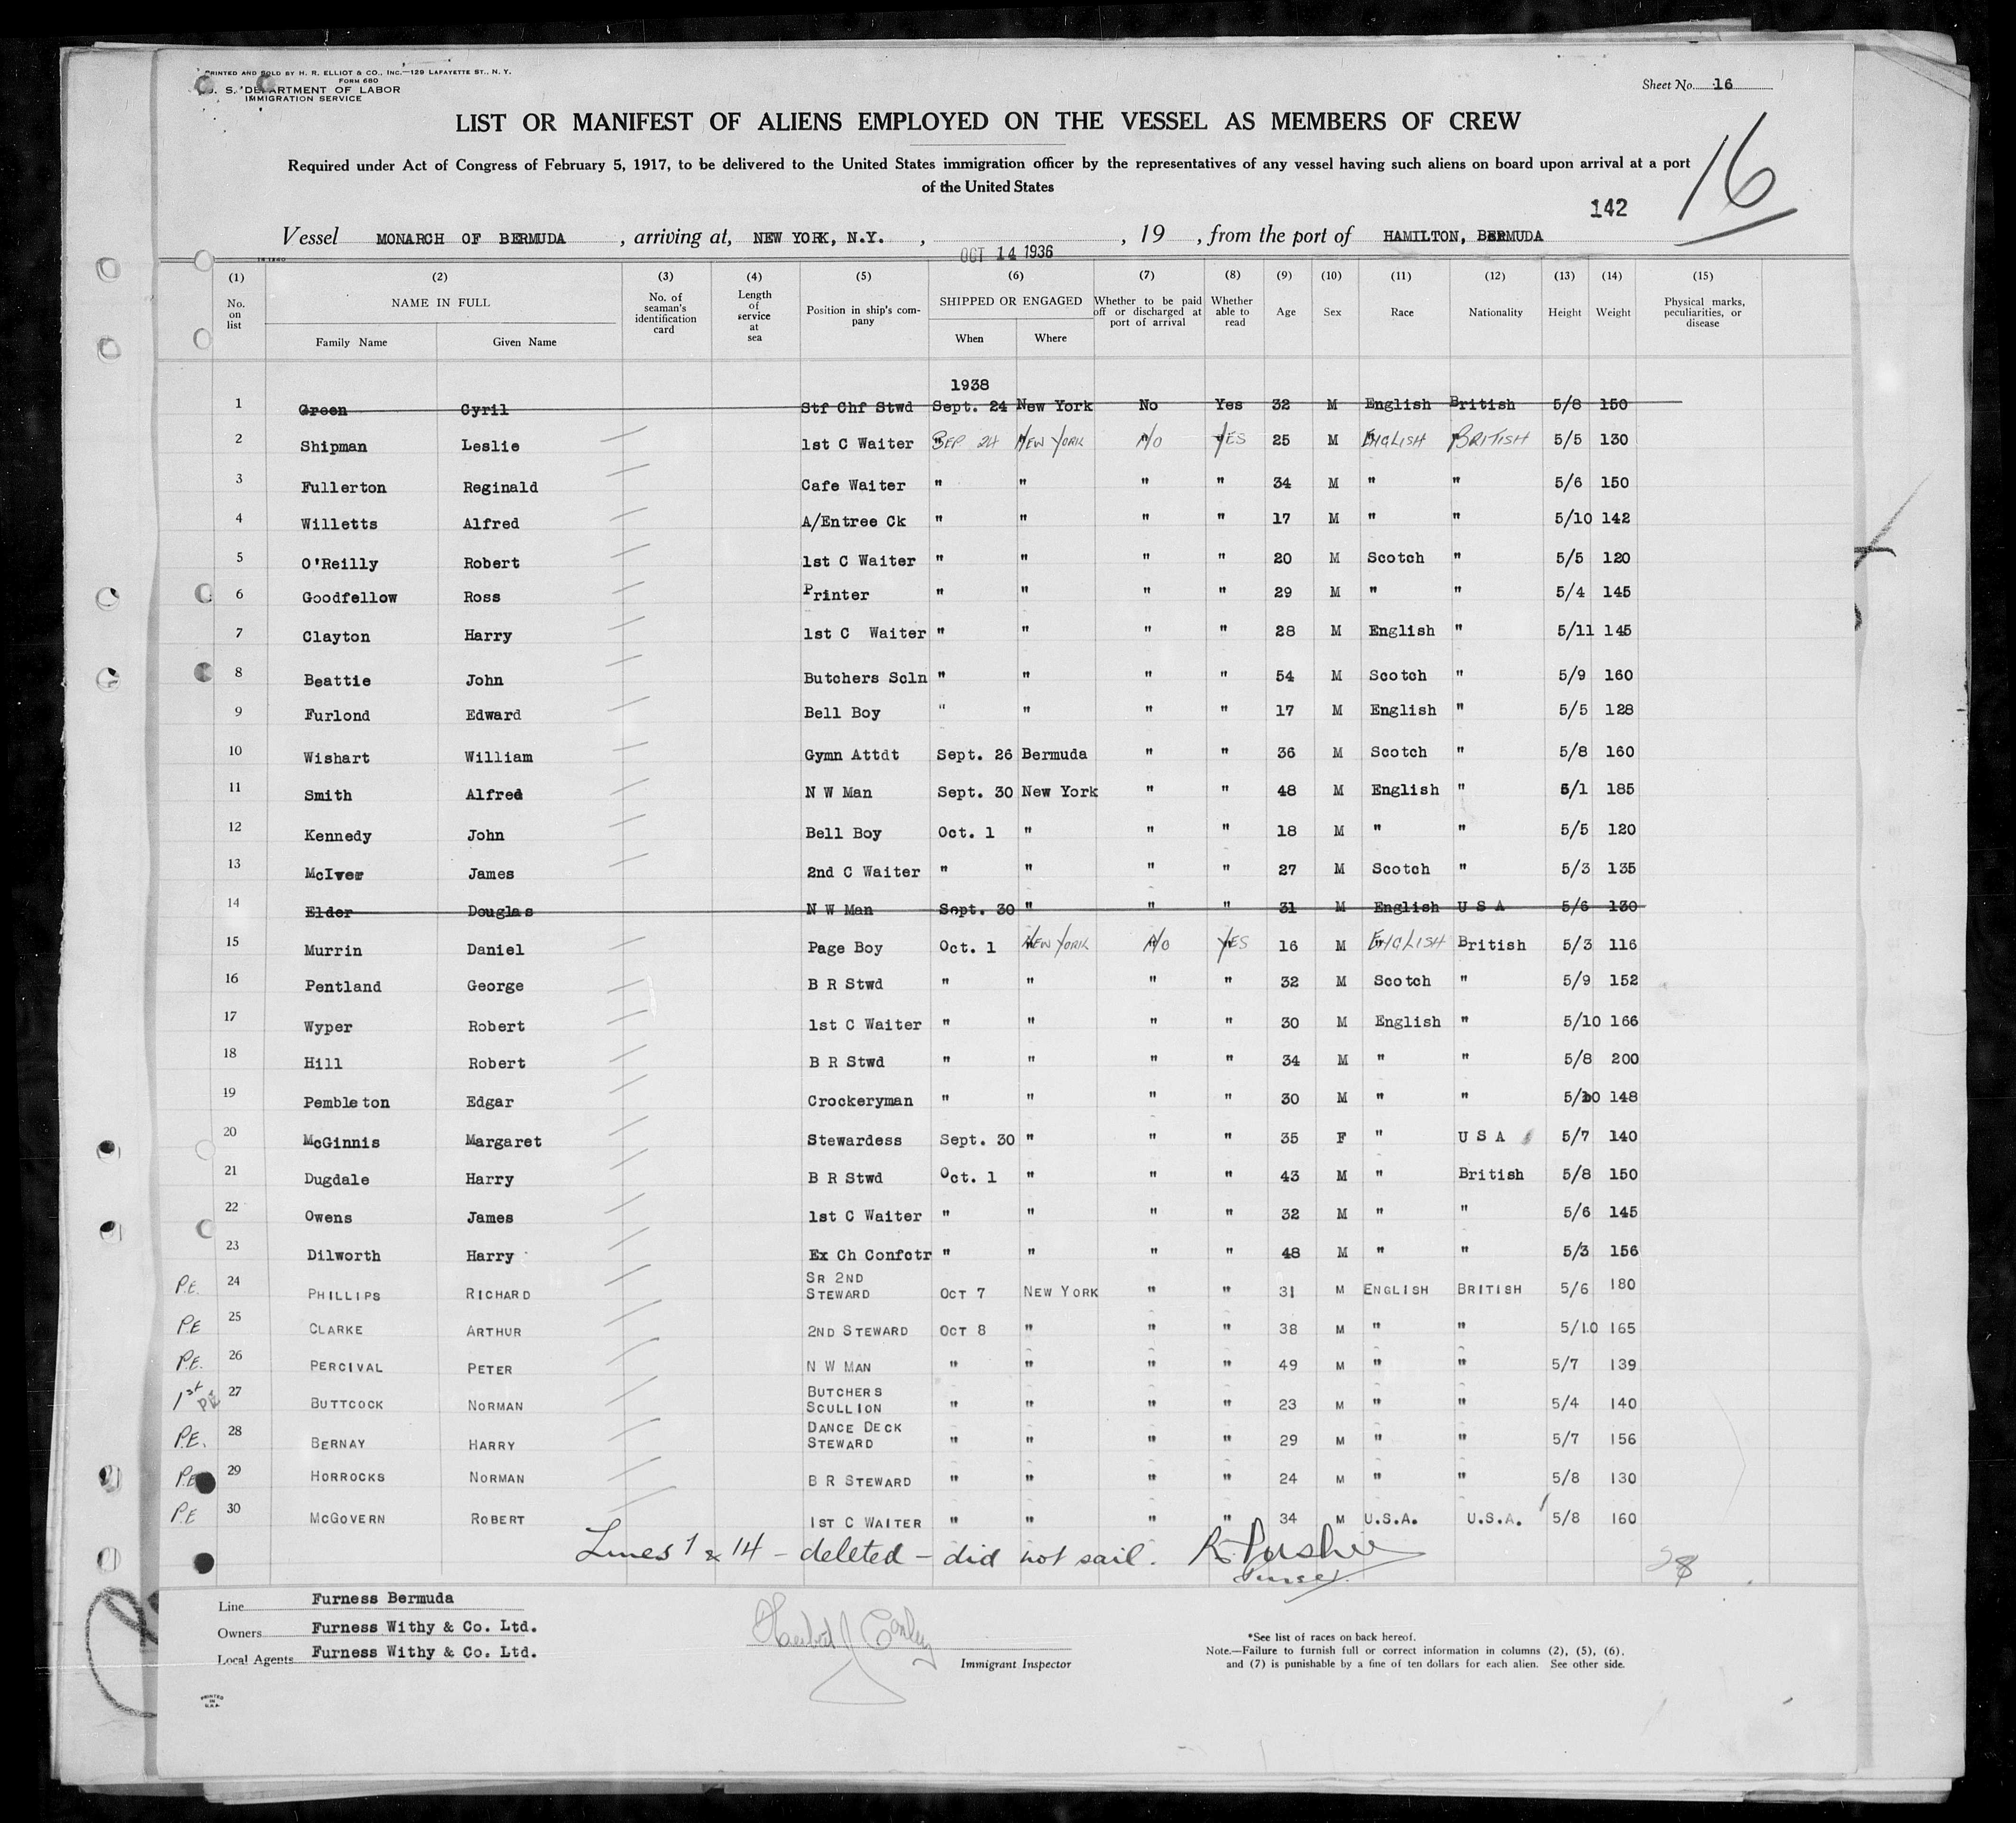 PRINTED AND SOLD BY H. R. ELLIOT & CO., INC.—129 LAFAYETTE ST., N. Y.
FORM 680
U. S. DEPARTMENT OF LABOR
IMMIGRATION SERVICE
Sheet No. 16
LIST OR MANIFEST OF ALIENS EMPLOYED ON THE VESSEL AS MEMBERS OF CREW
16
Required under Act of Congress of February 5, 1917, to be delivered to the United States immigration officer by the representatives of any vessel having such aliens on board upon arrival at a port
of the United States
142
Vessel MONARCH OF BERMUDA, arriving at, NEW YORK, N.Y., OCT 14 1936, 19 , from the port of HAMILTON, BERMUDA
(1) (2) (3) (4) (5) (6) (7) (8) (9) (10) (11) (12) (13) (14) (15)
No. on list NAME IN FULL Family Name Given Name No. of seaman's identification card Length of service at sea Position in ship's company SHIPPED OR ENGAGED When Where Whether to be paid off or discharged at port of arrival Whether able to read Age Sex Race Nationality Height Weight Physical marks, peculiarities, or disease
1938
1 Green Cyril Stf Chf Stwd Sept. 24 New York No Yes 32 M English British 5/8 150
2 Shipman Leslie 1st C Waiter SEP 24 NEW YORK NO YES 25 M ENGLISH BRITISH 5/5 130
3 Fullerton Reginald Cafe Waiter " " " " 34 M " " 5/6 150
4 Willetts Alfred A/Entree Ck " " " " 17 M " " 5/10 142
5 O'Reilly Robert 1st C Waiter " " " " 20 M Scotch " 5/5 120
6 Goodfellow Ross Printer " " " " 29 M " " 5/4 145
7 Clayton Harry 1st C Waiter " " " " 28 M English " 5/11 145
8 Beattie John Butchers Scln " " " " 54 M Scotch " 5/9 160
9 Furlond Edward Bell Boy " " " " 17 M English " 5/5 128
10 Wishart William Gymn Attdt Sept. 26 Bermuda " " 36 M Scotch " 5/8 160
11 Smith Alfred N W Man Sept. 30 New York " " 48 M English " 5/1 185
12 Kennedy John Bell Boy Oct. 1 " " " 18 M " " 5/5 120
13 McIver James 2nd C Waiter " " " " 27 M Scotch " 5/3 135
14 Elder Douglas N W Man Sept. 30 " " " 31 M English U S A 5/6 130
15 Murrin Daniel Page Boy Oct. 1 NEW YORK NO YES 16 M ENGLISH British 5/3 116
16 Pentland George B R Stwd " " " " 32 M Scotch " 5/9 152
17 Wyper Robert 1st C Waiter " " " " 30 M English " 5/10 166
18 Hill Robert B R Stwd " " " " 34 M " " 5/8 200
19 Pembleton Edgar Crockeryman " " " " 30 M " " 5/10 148
20 McGinnis Margaret Stewardess Sept. 30 " " " 35 F " U S A 5/7 140
21 Dugdale Harry B R Stwd Oct. 1 " " " 43 M " British 5/8 150
22 Owens James 1st C Waiter " " " " 32 M " " 5/6 145
23 Dilworth Harry Ex Ch Confctr " " " " 48 M " " 5/3 156
P.E. 24 PHILLIPS RICHARD SR 2ND STEWARD OCT 7 NEW YORK " " 31 M ENGLISH BRITISH 5/6 180
P.E 25 CLARKE ARTHUR 2ND STEWARD OCT 8 " " " 38 M " " 5/10 165
P.E. 26 PERCIVAL PETER N W MAN " " " " 49 M " " 5/7 139
1st PE 27 BUTTCOCK NORMAN BUTCHERS SCULLION " " " " 23 M " " 5/4 140
P.E. 28 BERNAY HARRY DANCE DECK STEWARD " " " " 29 M " " 5/7 156
P.E 29 HORROCKS NORMAN B R STEWARD " " " " 24 M " " 5/8 130
P.E 30 MCGOVERN ROBERT 1ST C WAITER " " " " 34 M U.S.A. U.S.A. 5/8 160
Lines 1 & 14 - deleted - did not sail.
Purser.
Line Furness Bermuda
Owners Furness Withy & Co. Ltd.
Local Agents Furness Withy & Co. Ltd.
Immigrant Inspector
*See list of races on back hereof.
Note.—Failure to furnish full or correct information in columns (2), (5), (6).
and (7) is punishable by a fine of ten dollars for each alien. See other side.
PRINTED
IN
U.S.A.